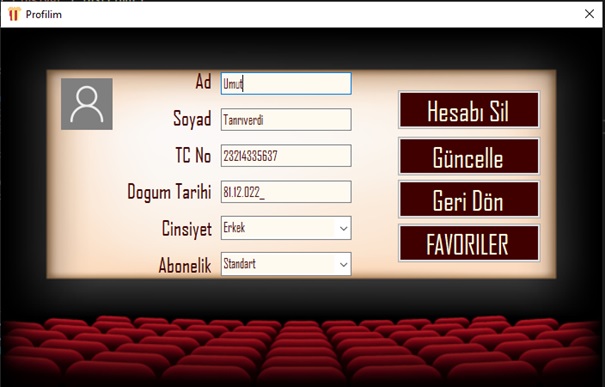 Profilim
Ad Umut
Soyad Tanrıverdi
TC No 23214335637
Dogum Tarihi 81.12.022_
Cinsiyet Erkek
Abonelik Standart
Hesabı Sil
Güncelle
Geri Dön
FAVORILER